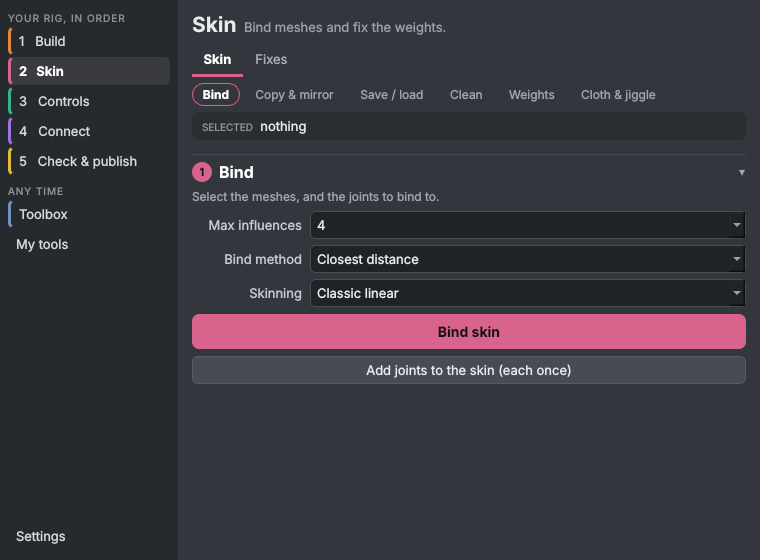 YOUR RIG, IN ORDER
1 Build
2 Skin
3 Controls
4 Connect
5 Check & publish
ANY TIME
Toolbox
My tools
Settings
Skin Bind meshes and fix the weights.
Skin Fixes
Bind Copy & mirror Save / load Clean Weights Cloth & jiggle
SELECTED nothing
1 Bind
Select the meshes, and the joints to bind to.
Max influences 4
Bind method Closest distance
Skinning Classic linear
Bind skin
Add joints to the skin (each once)